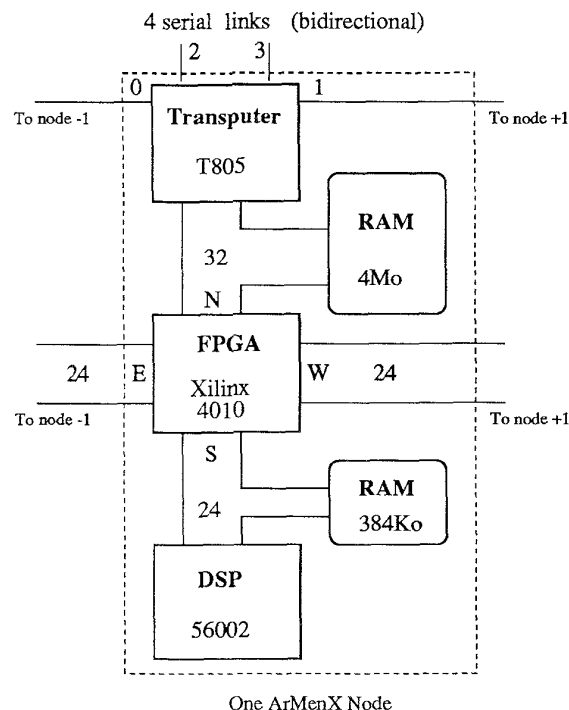 4 serial links (bidirectional)
2 3
0 1
To node -1
Transputer
To node +1
T805
RAM
32
4Mo
N
FPGA
24 E
Xilinx
W 24
4010
To node -1
To node +1
S
RAM
24
384Ko
DSP
56002
One ArMenX Node